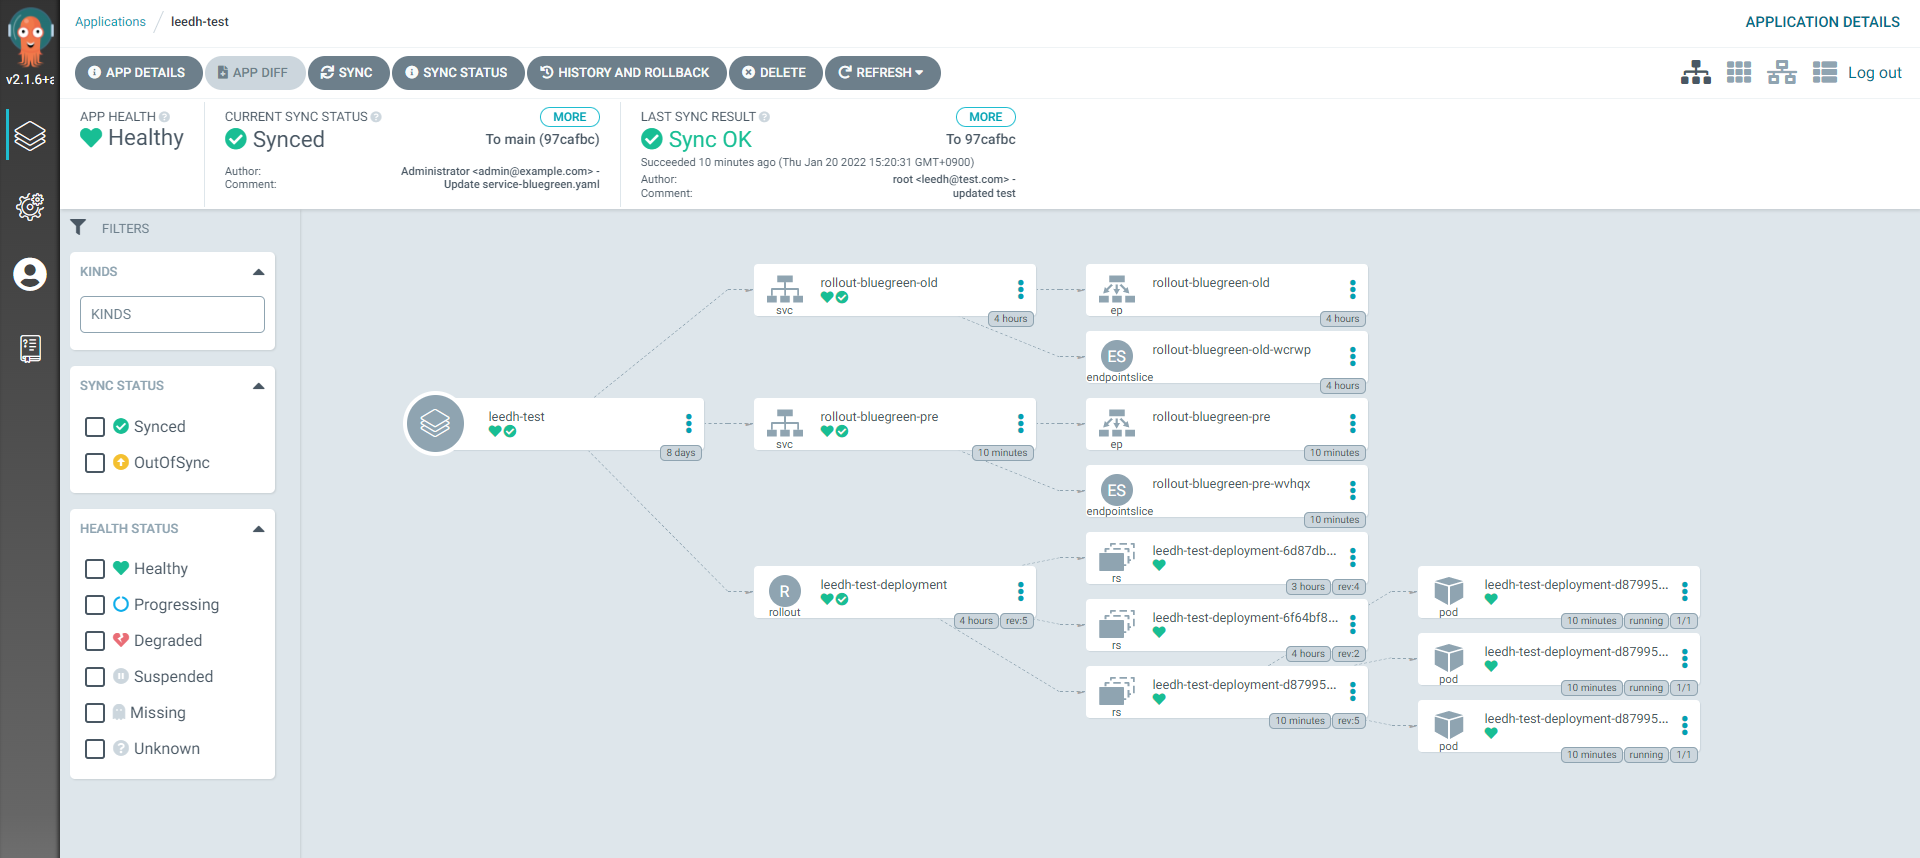 Applications / leedh-test
APPLICATION DETAILS
v2.1.6+a
APP DETAILS
APP DIFF
SYNC
SYNC STATUS
HISTORY AND ROLLBACK
DELETE
REFRESH
Log out
APP HEALTH
Healthy
CURRENT SYNC STATUS
MORE
Synced
To main (97cafbc)
Author:
Administrator <admin@example.com> -
Comment:
Update service-bluegreen.yaml
LAST SYNC RESULT
MORE
Sync OK
To 97cafbc
Succeeded 10 minutes ago (Thu Jan 20 2022 15:20:31 GMT+0900)
Author:
root <leedh@test.com> -
Comment:
updated test
FILTERS
KINDS
KINDS
SYNC STATUS
Synced
OutOfSync
HEALTH STATUS
Healthy
Progressing
Degraded
Suspended
Missing
Unknown
leedh-test
8 days
rollout-bluegreen-old
svc
4 hours
rollout-bluegreen-pre
svc
10 minutes
R
leedh-test-deployment
rollout
4 hours
rev:5
rollout-bluegreen-old
ep
4 hours
ES
rollout-bluegreen-old-wcrwp
endpointslice
4 hours
rollout-bluegreen-pre
ep
10 minutes
ES
rollout-bluegreen-pre-wvhqx
endpointslice
10 minutes
leedh-test-deployment-6d87db...
rs
3 hours
rev:4
leedh-test-deployment-6f64bf8...
rs
4 hours
rev:2
leedh-test-deployment-d87995...
rs
10 minutes
rev:5
leedh-test-deployment-d87995...
pod
10 minutes
running
1/1
leedh-test-deployment-d87995...
pod
10 minutes
running
1/1
leedh-test-deployment-d87995...
pod
10 minutes
running
1/1